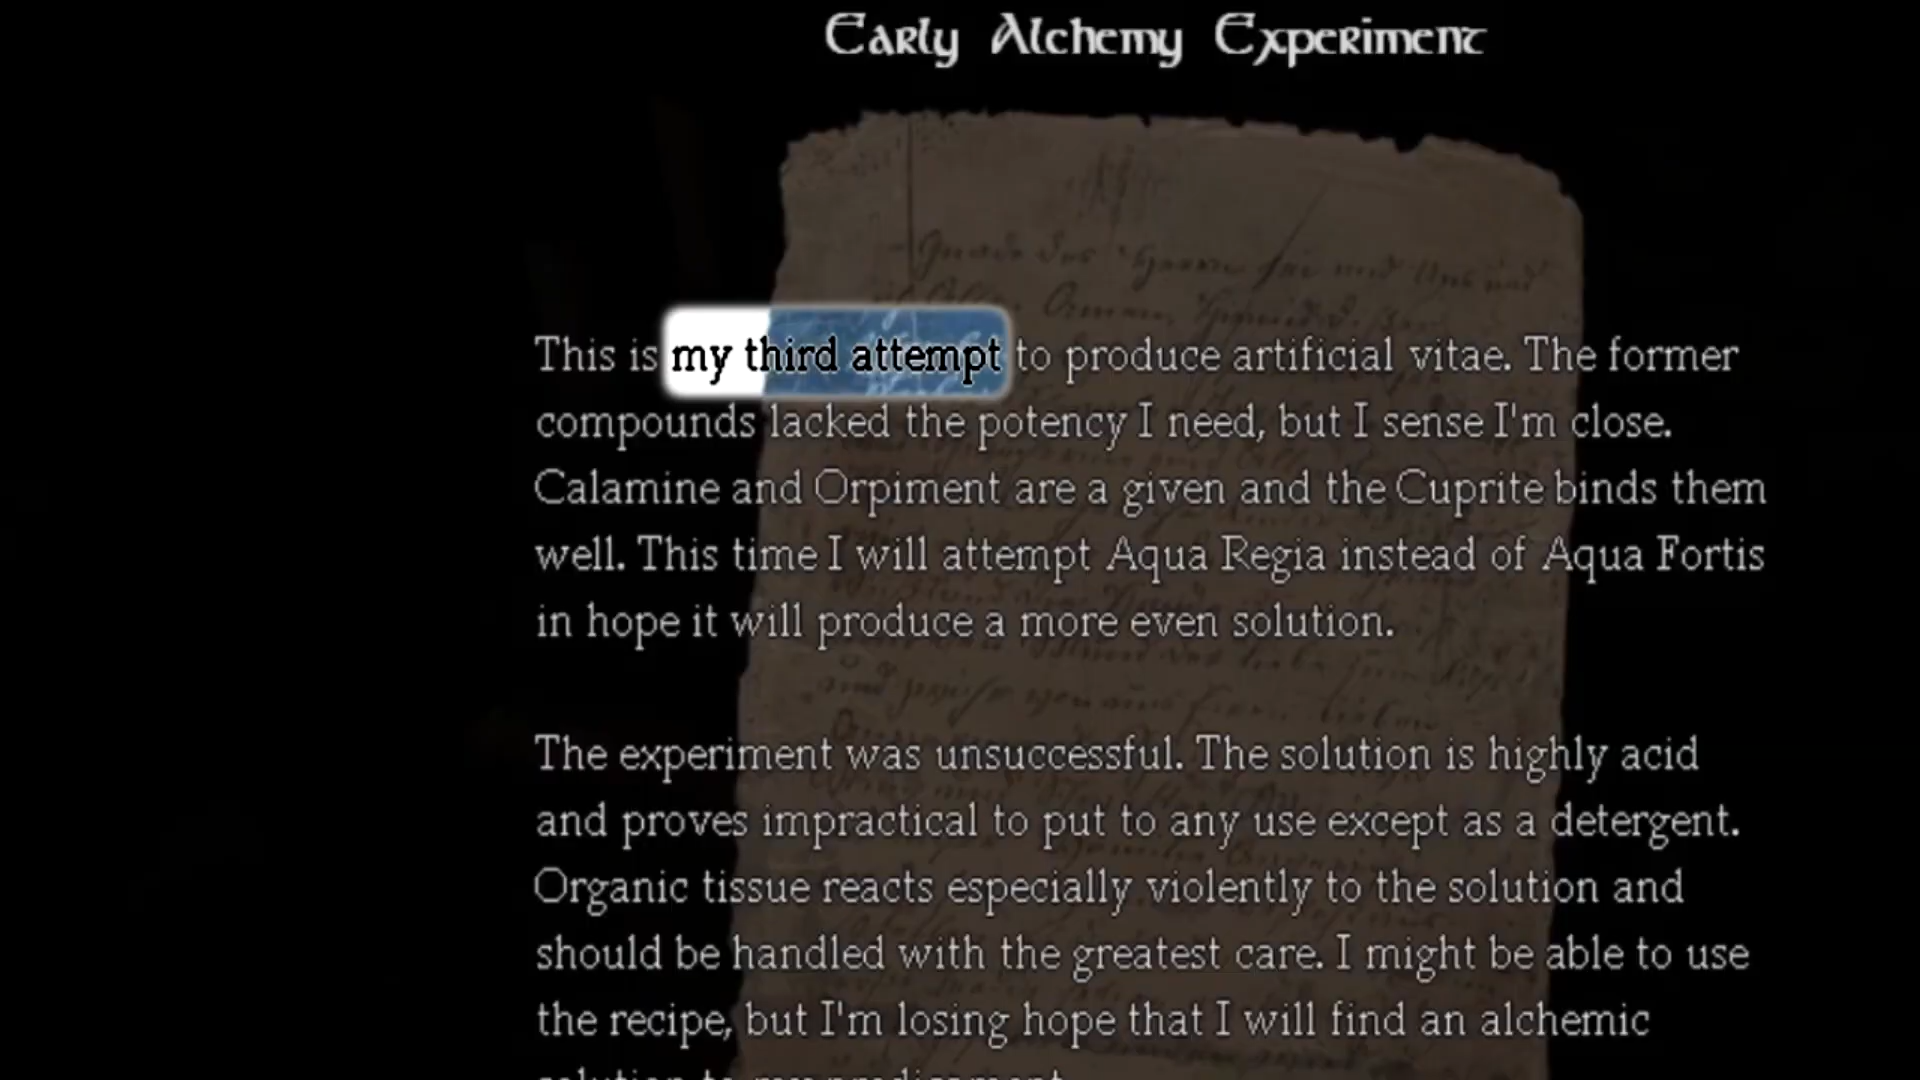 Early Alchemy Experiment
This is my third attempt to produce artificial vitae. The former
compounds lacked the potency I need, but I sense I'm close.
Calamine and Orpiment are a given and the Cuprite binds them
well. This time I will attempt Aqua Regia instead of Aqua Fortis
in hope it will produce a more even solution.
The experiment was unsuccessful. The solution is highly acid
and proves impractical to put to any use except as a detergent.
Organic tissue reacts especially violently to the solution and
should be handled with the greatest care. I might be able to use
the recipe, but I'm losing hope that I will find an alchemic
solution to my predicament.